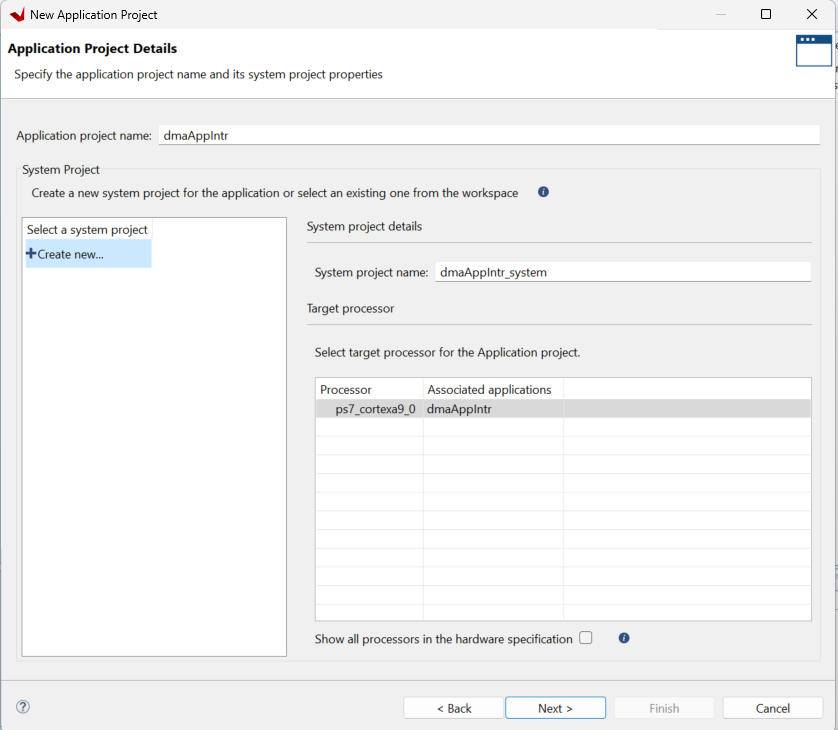 New Application Project
Application Project Details
Specify the application project name and its system project properties
Application project name: dmaAppIntr
System Project
Create a new system project for the application or select an existing one from the workspace
Select a system project
Create new...
System project details
System project name: dmaAppIntr_system
Target processor
Select target processor for the Application project.
Processor Associated applications
ps7_cortexa9_0 dmaAppIntr
Show all processors in the hardware specification
< Back Next > Finish Cancel